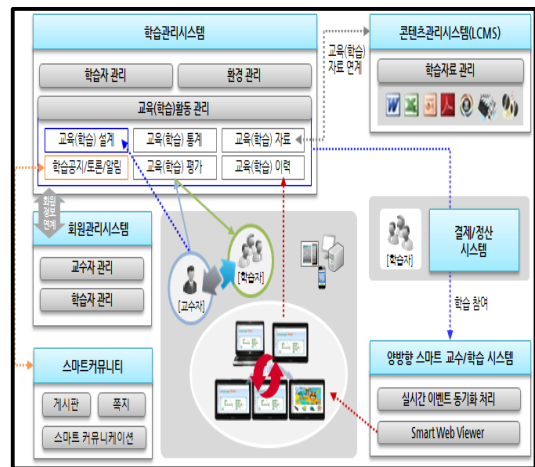 학습관리시스템
학습자 관리
환경 관리
교육(학습)활동 관리
교육(학습) 설계
교육(학습) 통계
교육(학습) 자료
학습공지/토론/알림
교육(학습) 평가
교육(학습) 이력
교육(학습)
자료 연계
콘텐츠관리시스템(LCMS)
학습자료 관리
회원
정보
연계
회원관리시스템
교수자 관리
학습자 관리
[교수자]
[학습자]
[학습자]
결제/정산
시스템
학습 참여
스마트커뮤니티
게시판
쪽지
스마트 커뮤니케이션
양방향 스마트 교수/학습 시스템
실시간 이벤트 동기화 처리
Smart Web Viewer